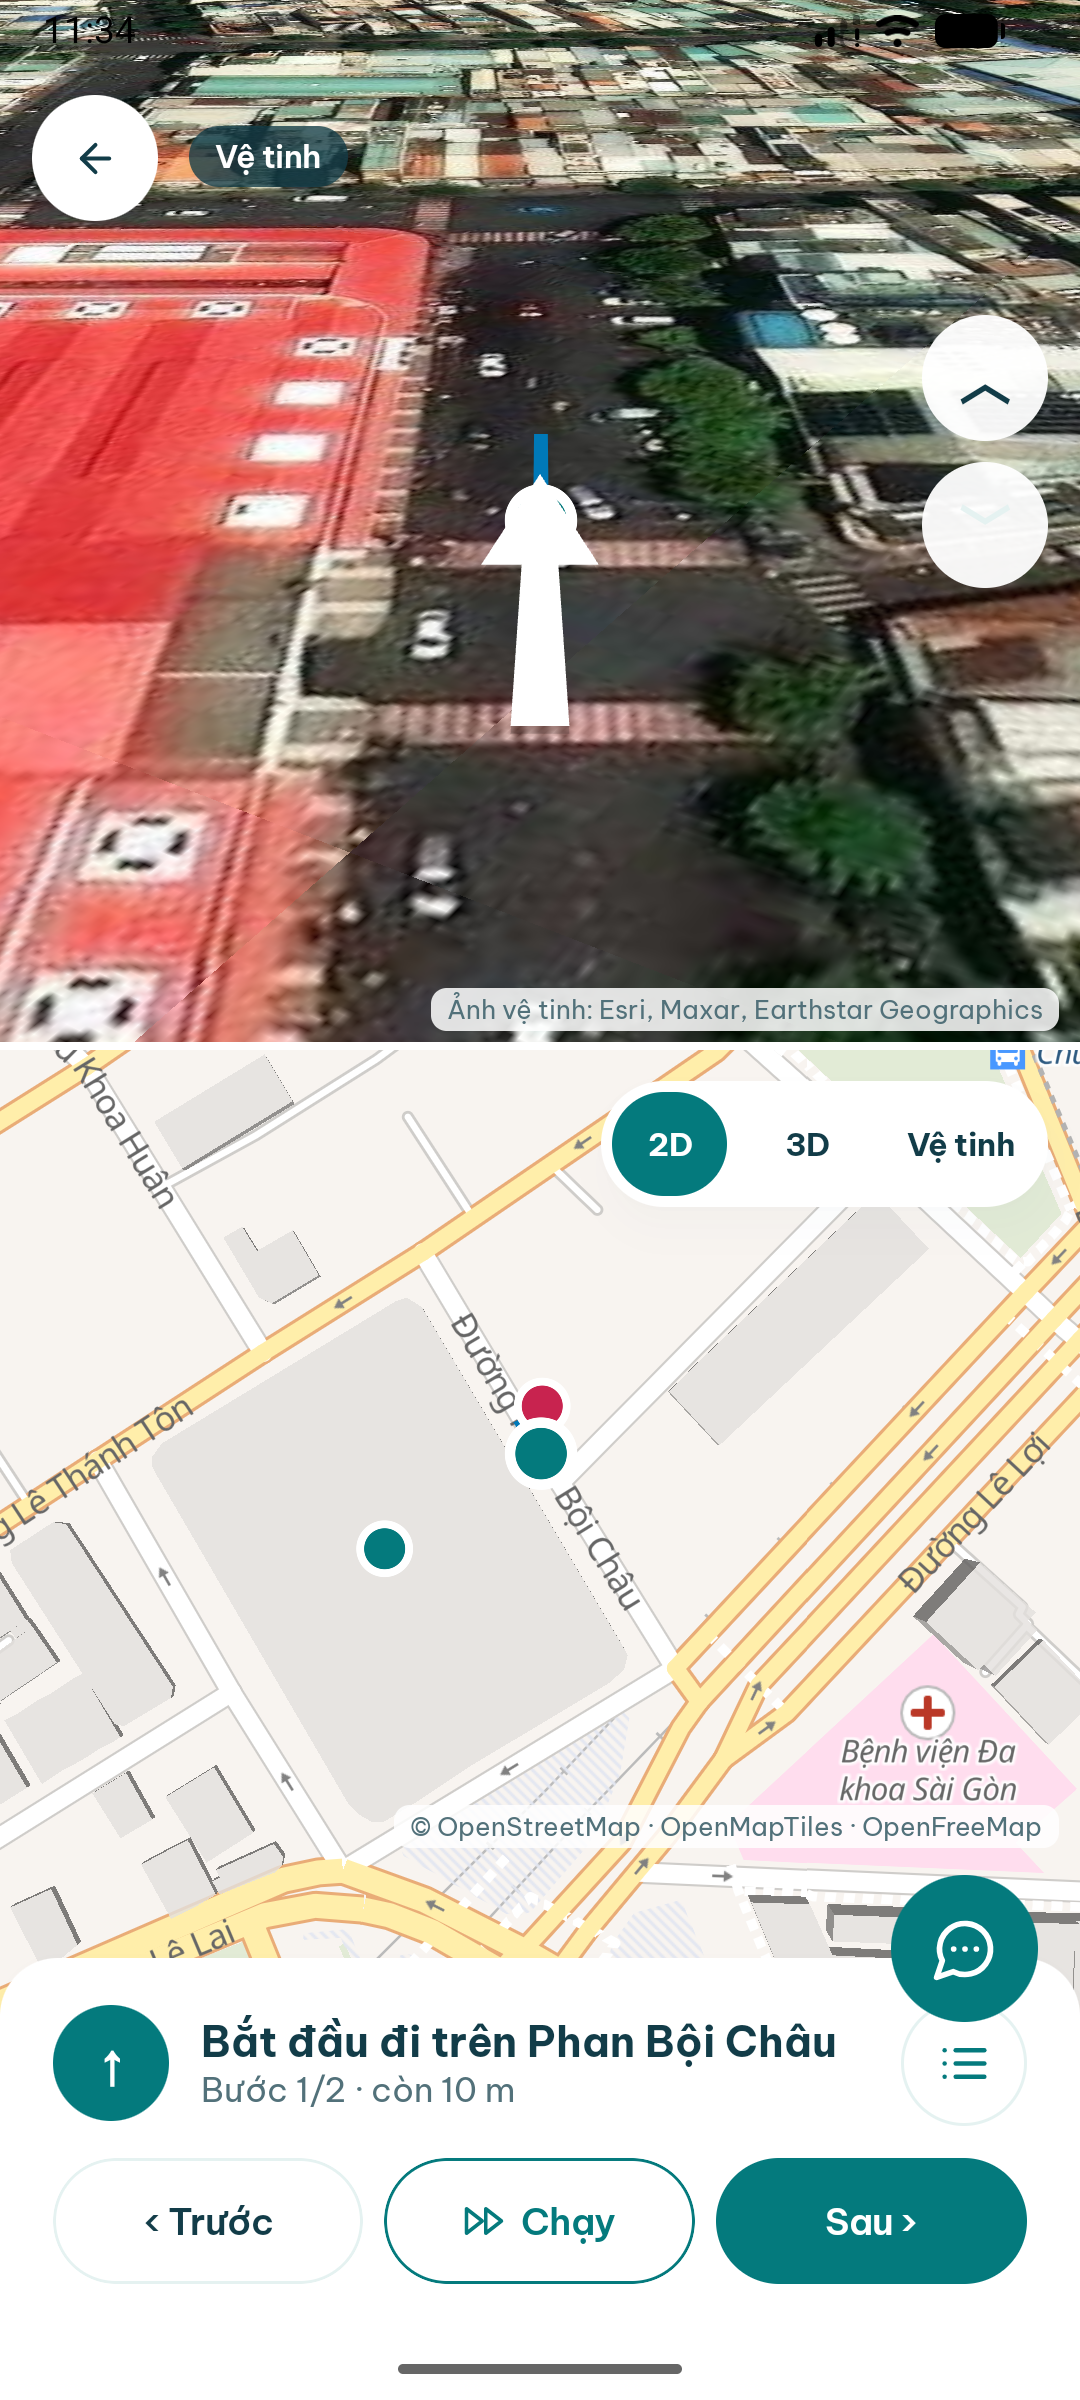 11:34
Vệ tinh
Ảnh vệ tinh: Esri, Maxar, Earthstar Geographics
Khoa Huân
2D
3D
Vệ tinh
Đường
Bội Châu
Lê Thánh Tôn
Đường Lê Lợi
Bệnh viện Đa
khoa Sài Gòn
© OpenStreetMap · OpenMapTiles · OpenFreeMap
Lê Lai
Bắt đầu đi trên Phan Bội Châu
Bước 1/2 · còn 10 m
‹ Trước
Chạy
Sau ›